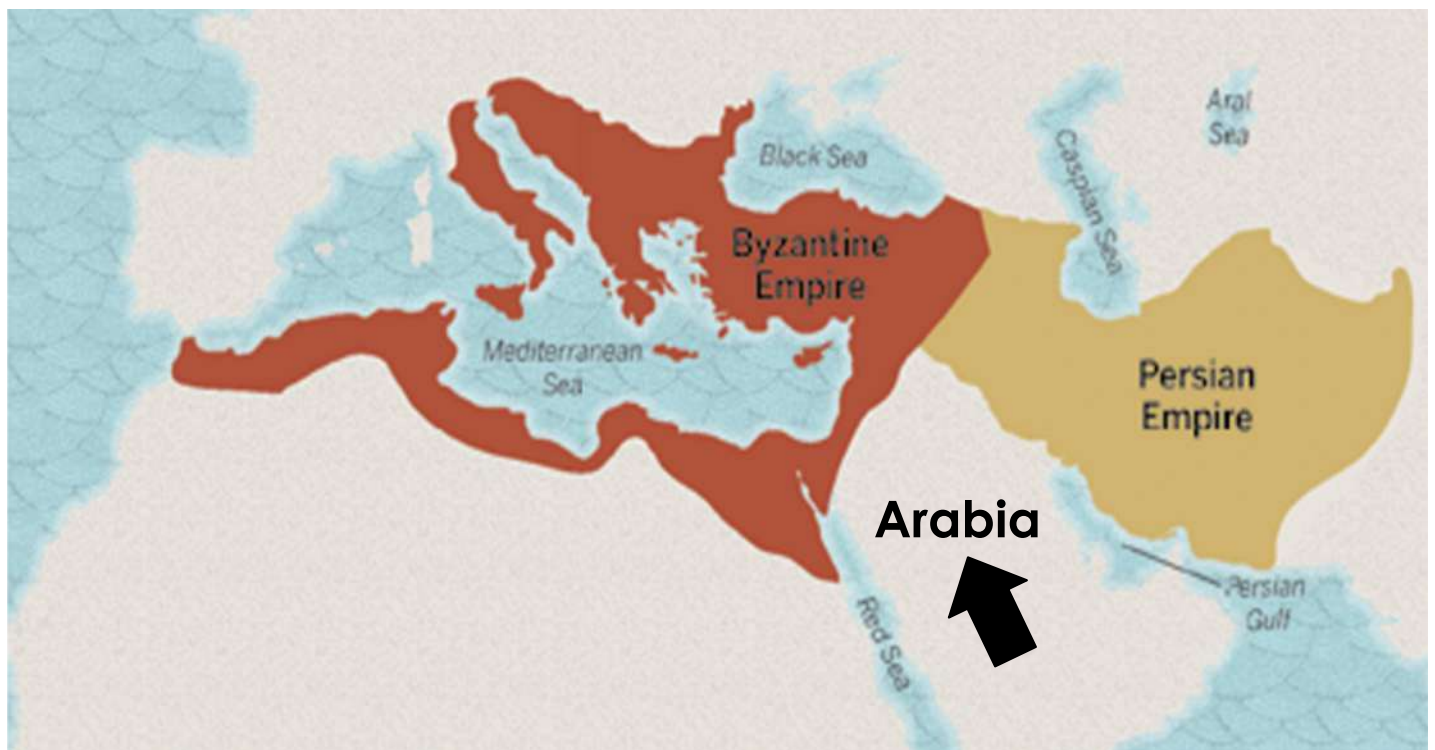 Aral
Sea
Black Sea
Caspian Sea
Byzantine
Empire
Mediterranean
Sea
Persian
Empire
Arabia
Persian
Gulf
Red Sea